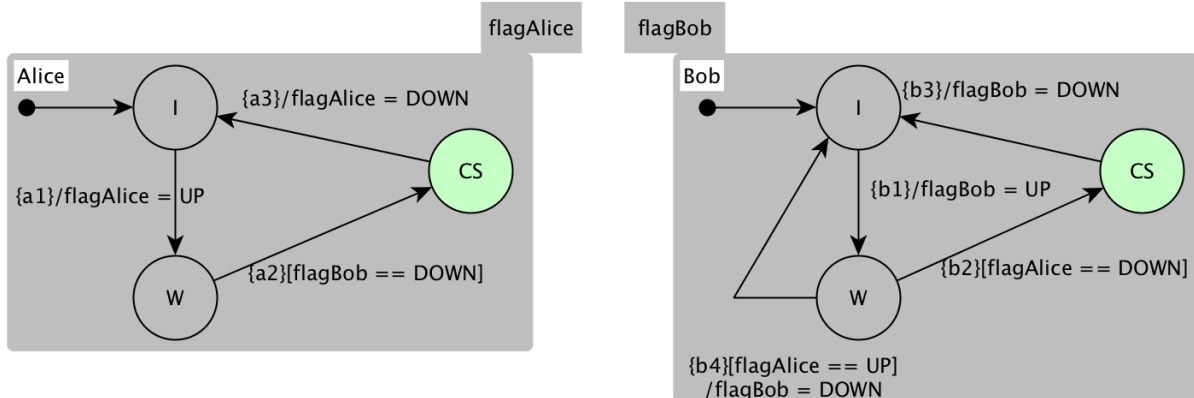 flagAlice
flagBob
Alice
I
{a3}/flagAlice = DOWN
CS
{a1}/flagAlice = UP
{a2}[flagBob == DOWN]
W
Bob
I
{b3}/flagBob = DOWN
CS
{b1}/flagBob = UP
{b2}[flagAlice == DOWN]
W
{b4}[flagAlice == UP]
/flagBob = DOWN